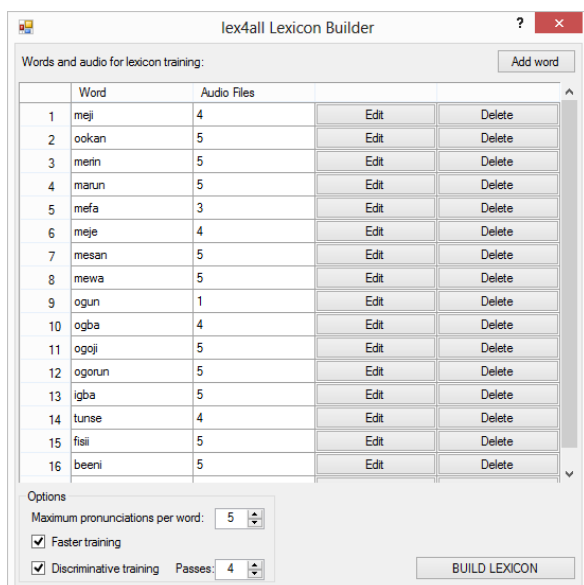 lex4all Lexicon Builder ? ×
Words and audio for lexicon training: Add word
Word Audio Files
1 meji 4 Edit Delete
2 ookan 5 Edit Delete
3 merin 5 Edit Delete
4 marun 5 Edit Delete
5 mefa 3 Edit Delete
6 meje 4 Edit Delete
7 mesan 5 Edit Delete
8 mewa 5 Edit Delete
9 ogun 1 Edit Delete
10 ogba 4 Edit Delete
11 ogoji 5 Edit Delete
12 ogorun 5 Edit Delete
13 igba 5 Edit Delete
14 tunse 4 Edit Delete
15 fisii 5 Edit Delete
16 beeni 5 Edit Delete
Options
Maximum pronunciations per word: 5
Faster training
Discriminative training Passes: 4 BUILD LEXICON